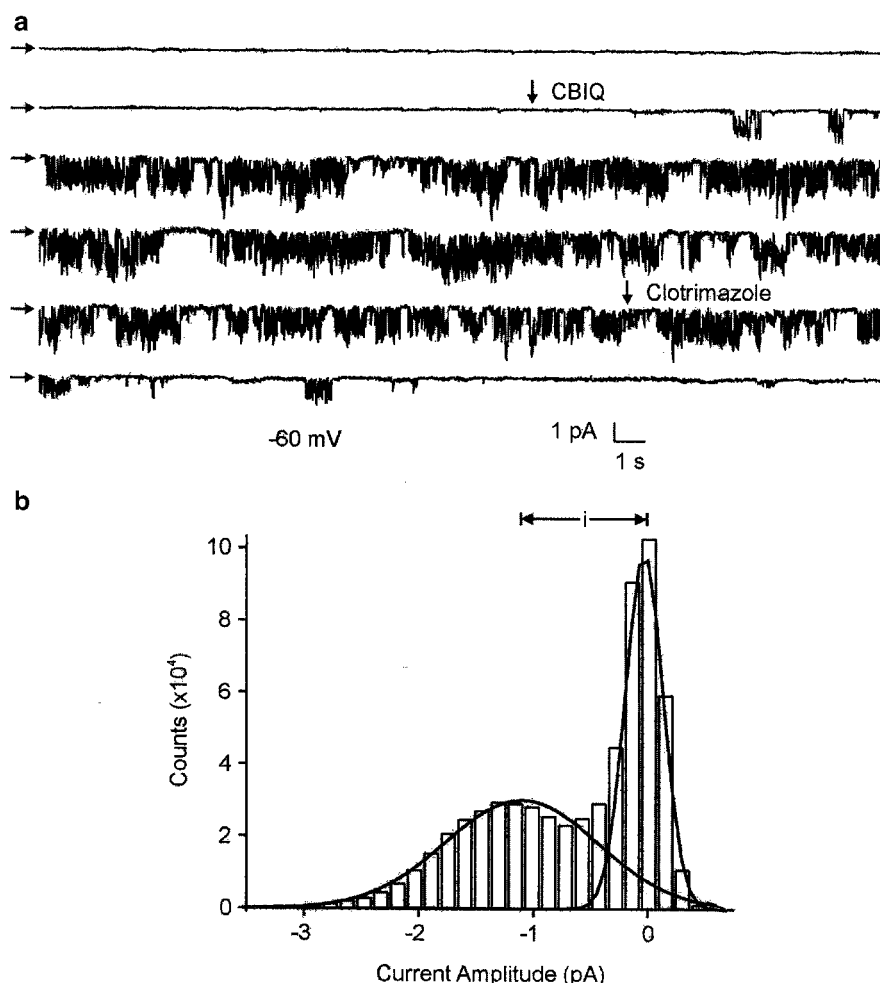 a
CBIQ
Clotrimazole
-60 mV
1 pA
1 s
b
i
10
8
6
4
2
0
Counts (x10⁴)
-3 -2 -1 0
Current Amplitude (pA)